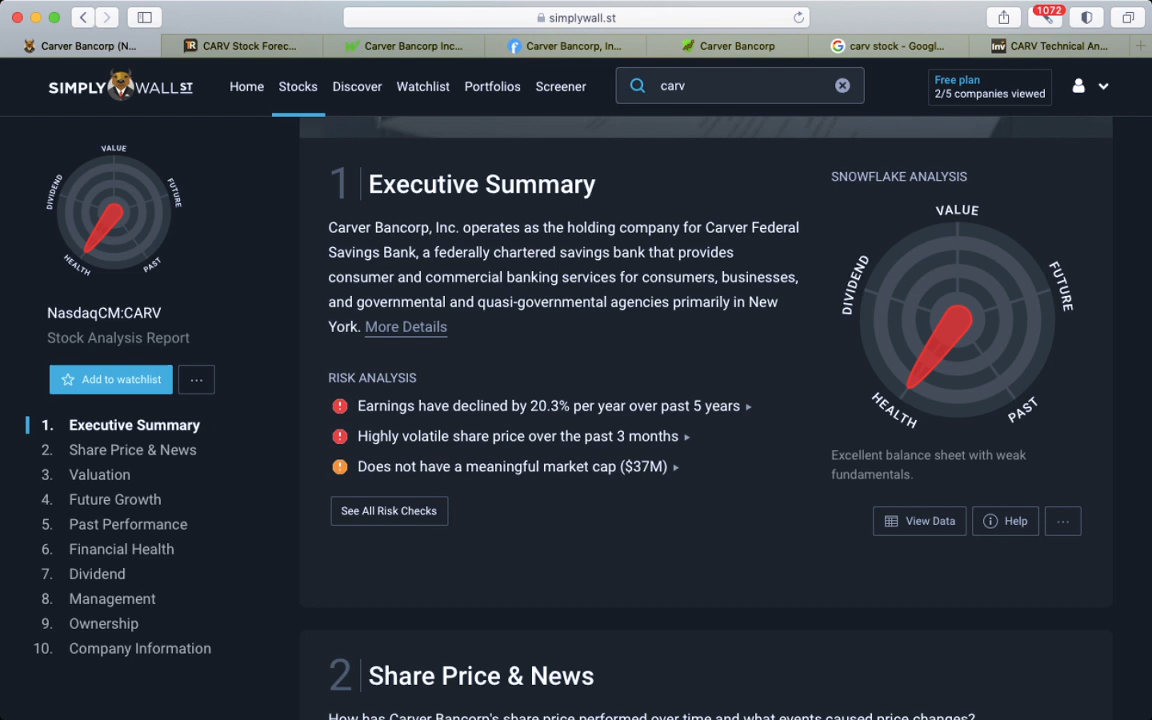 simplywall.st
1072
Carver Bancorp (N...
CARV Stock Forec...
Carver Bancorp Inc...
Carver Bancorp, In...
Carver Bancorp
carv stock - Googl...
CARV Technical An...
SIMPLY WALL ST
Home
Stocks
Discover
Watchlist
Portfolios
Screener
carv
Free plan
2/5 companies viewed
VALUE
FUTURE
PAST
HEALTH
DIVIDEND
NasdaqCM:CARV
Stock Analysis Report
Add to watchlist
...
1. Executive Summary
2. Share Price & News
3. Valuation
4. Future Growth
5. Past Performance
6. Financial Health
7. Dividend
8. Management
9. Ownership
10. Company Information
1 Executive Summary
Carver Bancorp, Inc. operates as the holding company for Carver Federal
Savings Bank, a federally chartered savings bank that provides
consumer and commercial banking services for consumers, businesses,
and governmental and quasi-governmental agencies primarily in New
York. More Details
RISK ANALYSIS
Earnings have declined by 20.3% per year over past 5 years
Highly volatile share price over the past 3 months
Does not have a meaningful market cap ($37M)
See All Risk Checks
SNOWFLAKE ANALYSIS
VALUE
FUTURE
PAST
HEALTH
DIVIDEND
Excellent balance sheet with weak
fundamentals.
View Data
Help
...
2 Share Price & News
How has Carver Bancorp's share price performed over time and what events caused price changes?